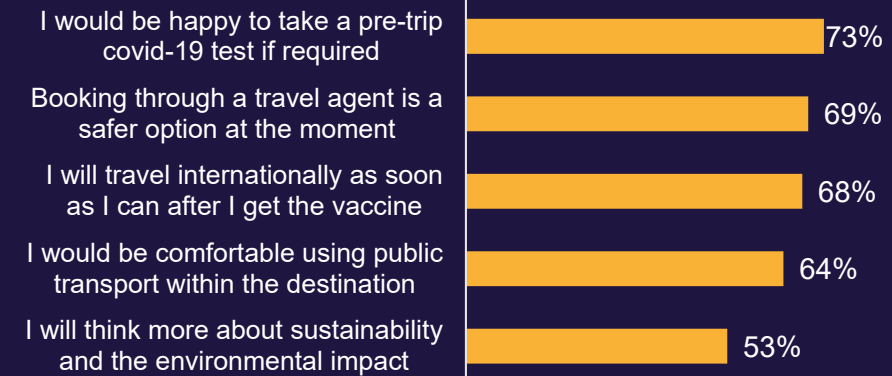 I would be happy to take a pre-trip
covid-19 test if required
73%
Booking through a travel agent is a
safer option at the moment
69%
I will travel internationally as soon
as I can after I get the vaccine
68%
I would be comfortable using public
transport within the destination
64%
I will think more about sustainability
and the environmental impact
53%